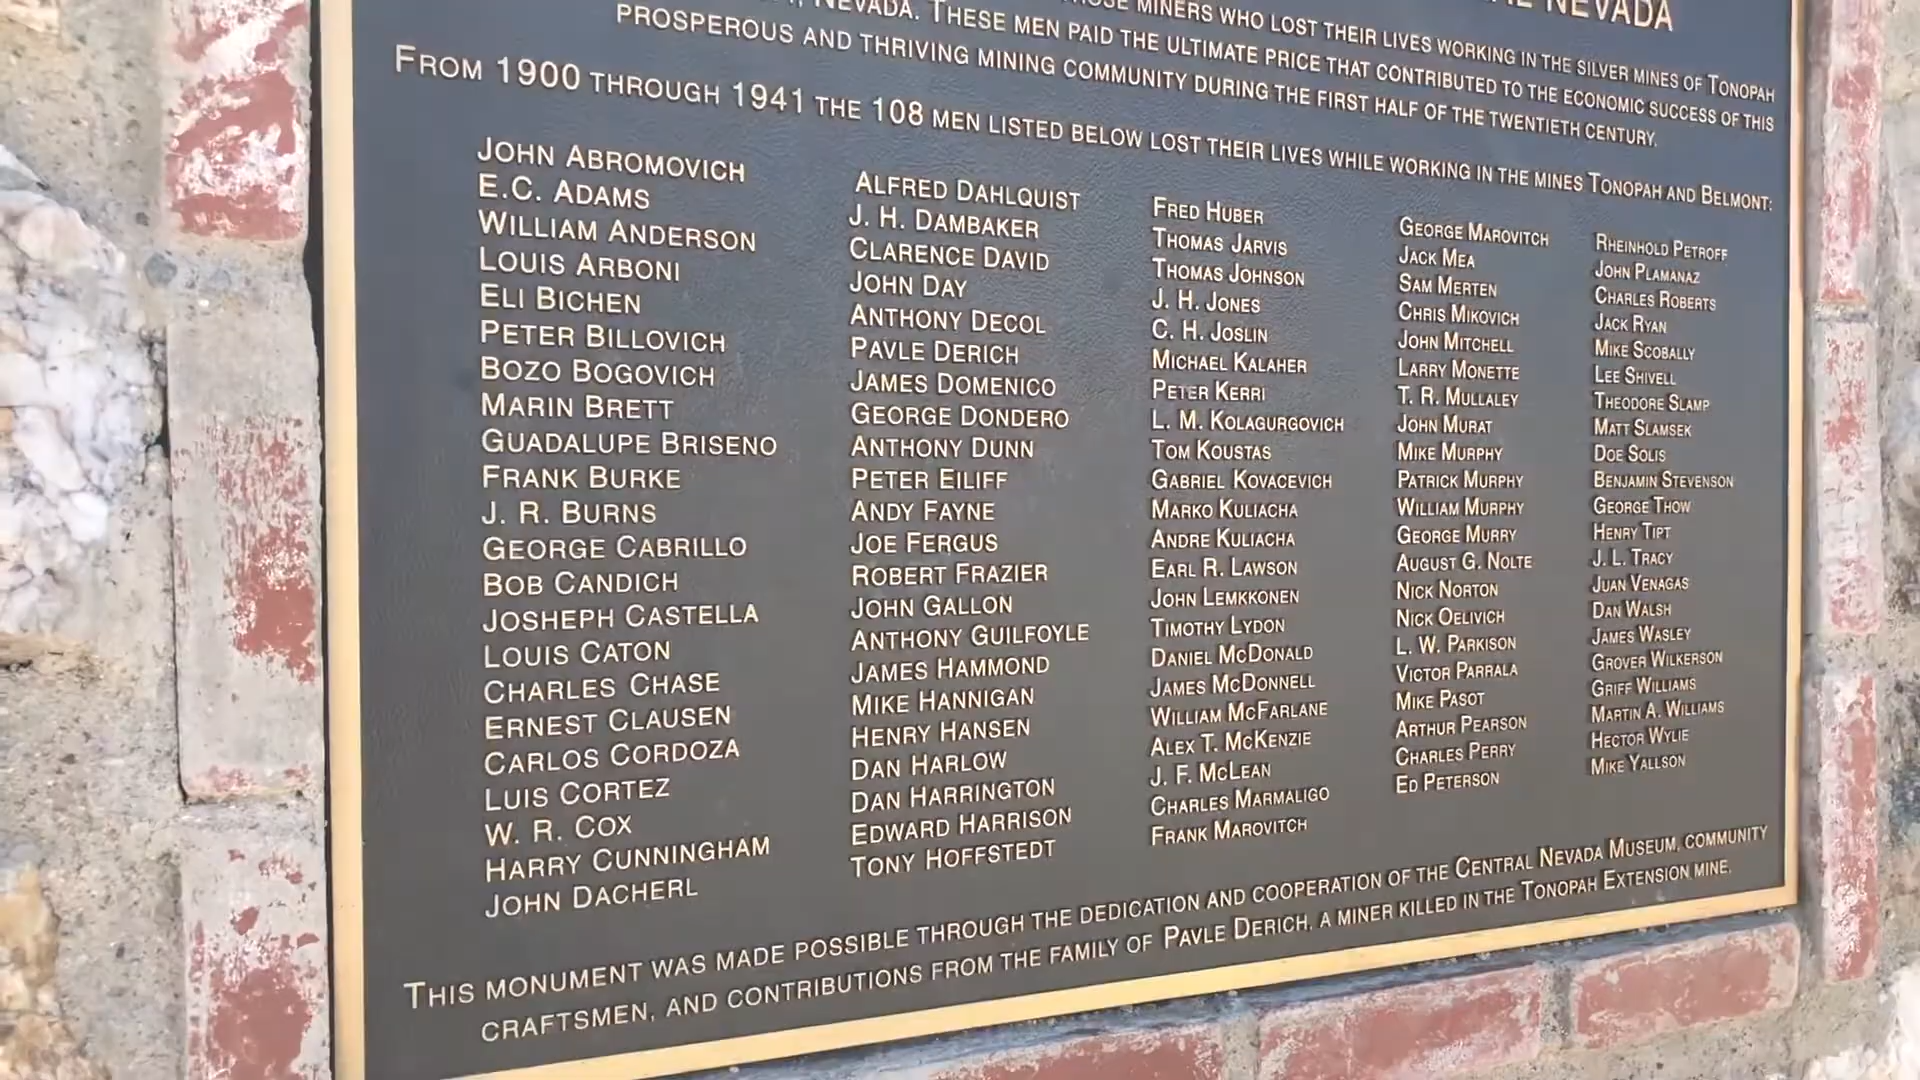 NEVADA
NEVADA. THESE MEN PAID THE ULTIMATE PRICE THAT CONTRIBUTED TO THE ECONOMIC SUCCESS OF THIS
MINERS WHO LOST THEIR LIVES WORKING IN THE SILVER MINES OF TONOPAH
PROSPEROUS AND THRIVING MINING COMMUNITY DURING THE FIRST HALF OF THE TWENTIETH CENTURY.
FROM 1900 THROUGH 1941 THE 108 MEN LISTED BELOW LOST THEIR LIVES WHILE WORKING IN THE MINES TONOPAH AND BELMONT:
JOHN ABROMOVICH
E.C. ADAMS
WILLIAM ANDERSON
LOUIS ARBONI
ELI BICHEN
PETER BILLOVICH
BOZO BOGOVICH
MARIN BRETT
GUADALUPE BRISENO
FRANK BURKE
J. R. BURNS
GEORGE CABRILLO
BOB CANDICH
JOSHEPH CASTELLA
LOUIS CATON
CHARLES CHASE
ERNEST CLAUSEN
CARLOS CORDOZA
LUIS CORTEZ
W. R. COX
HARRY CUNNINGHAM
JOHN DACHERL
ALFRED DAHLQUIST
J. H. DAMBAKER
CLARENCE DAVID
JOHN DAY
ANTHONY DECOL
PAVLE DERICH
JAMES DOMENICO
GEORGE DONDERO
ANTHONY DUNN
PETER EILIFF
ANDY FAYNE
JOE FERGUS
ROBERT FRAZIER
JOHN GALLON
ANTHONY GUILFOYLE
JAMES HAMMOND
MIKE HANNIGAN
HENRY HANSEN
DAN HARLOW
DAN HARRINGTON
EDWARD HARRISON
TONY HOFFSTEDT
FRED HUBER
THOMAS JARVIS
THOMAS JOHNSON
J. H. JONES
C. H. JOSLIN
MICHAEL KALAHER
PETER KERRI
L. M. KOLAGURGOVICH
TOM KOUSTAS
GABRIEL KOVACEVICH
MARKO KULIACHA
ANDRE KULIACHA
EARL R. LAWSON
JOHN LEMKKONEN
TIMOTHY LYDON
DANIEL MCDONALD
JAMES MCDONNELL
WILLIAM MCFARLANE
ALEX T. MCKENZIE
J. F. MCLEAN
CHARLES MARMALIGO
FRANK MAROVITCH
GEORGE MAROVITCH
JACK MEA
SAM MERTEN
CHRIS MIKOVICH
JOHN MITCHELL
LARRY MONETTE
T. R. MULLALEY
JOHN MURAT
MIKE MURPHY
PATRICK MURPHY
WILLIAM MURPHY
GEORGE MURRY
AUGUST G. NOLTE
NICK NORTON
NICK OELIVICH
L. W. PARKISON
VICTOR PARRALA
MIKE PASOT
ARTHUR PEARSON
CHARLES PERRY
ED PETERSON
RHEINHOLD PETROFF
JOHN PLAMANAZ
CHARLES ROBERTS
JACK RYAN
MIKE SCOBALLY
LEE SHIVELL
THEODORE SLAMP
MATT SLAMSEK
DOE SOLIS
BENJAMIN STEVENSON
GEORGE THOW
HENRY TIPT
J. L. TRACY
JUAN VENAGAS
DAN WALSH
JAMES WASLEY
GROVER WILKERSON
GRIFF WILLIAMS
MARTIN A. WILLIAMS
HECTOR WYLIE
MIKE YALLSON
THIS MONUMENT WAS MADE POSSIBLE THROUGH THE DEDICATION AND COOPERATION OF THE CENTRAL NEVADA MUSEUM, COMMUNITY
CRAFTSMEN, AND CONTRIBUTIONS FROM THE FAMILY OF PAVLE DERICH, A MINER KILLED IN THE TONOPAH EXTENSION MINE.